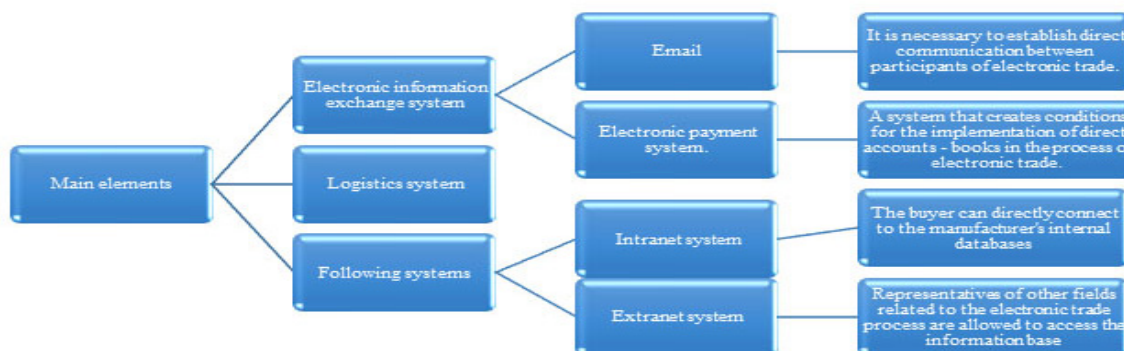 Main elements
Electronic information
exchange system
Email
It is necessary to establish direct
communication between
participants of electronic trade.
Electronic payment
system.
A system that creates conditions
for the implementation of direct
accounts - books in the process
electronic trade.
Logistics system
Following systems
Intranet system
The buyer can directly connect
to the manufacturer's internal
databases
Extranet system
Representatives of other fields
related to the electronic trade
process are allowed to access the
information base